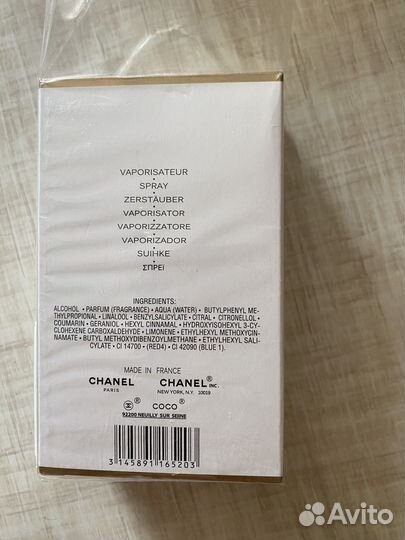 VAPORISATEUR
•
SPRAY
•
ZERSTÄUBER
•
VAPORISATOR
•
VAPORIZZATORE
•
VAPORIZADOR
•
SUIHKE
•
ΣΠΡΕΪ
INGREDIENTS:
ALCOHOL • PARFUM (FRAGRANCE) • AQUA (WATER) • BUTYLPHENYL ME-
THYLPROPIONAL • LINALOOL • BENZYLSALICYLATE • CITRAL • CITRONELLOL •
COUMARIN • GERANIOL • HEXYL CINNAMAL • HYDROXYISOHEXYL 3-CY-
CLOHEXENE CARBOXALDEHYDE • LIMONENE • ETHYLHEXYL METHOXYCIN-
NAMATE • BUTYL METHOXYDIBENZOYLMETHANE • ETHYLHEXYL SALI-
CYLATE • CI 14700 • (RED4) • CI 42090 (BLUE 1).
MADE IN FRANCE
CHANEL® CHANEL® INC.
PARIS NEW YORK, N.Y. 10019
® COCO®
92200 NEUILLY SUR SEINE
3 145891 165203
Avito